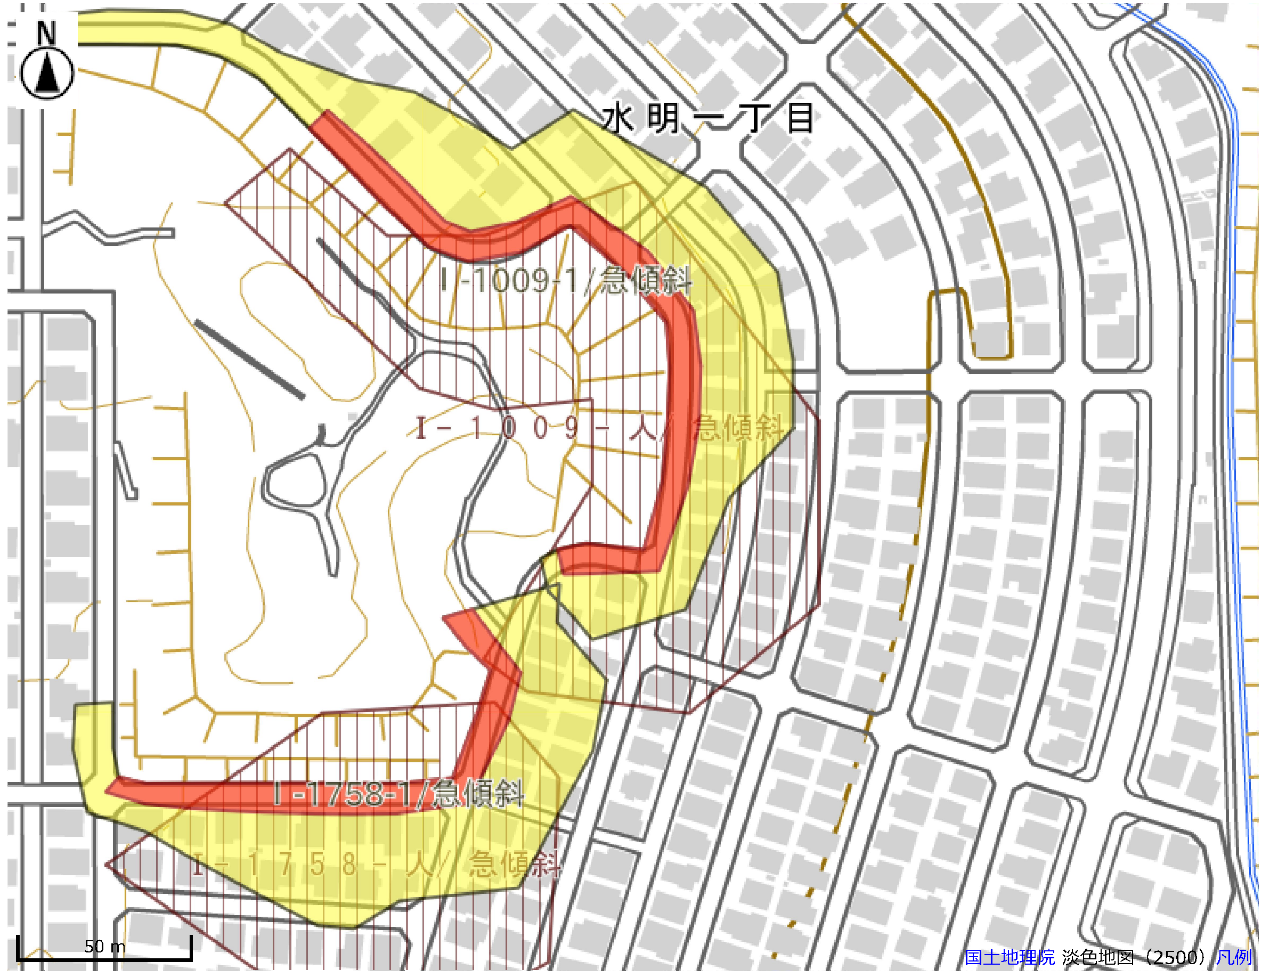 N
水明一丁目
Ⅰ-1009-1/急傾斜
Ⅰ-1009-人/急傾斜
Ⅰ-1758-1/急傾斜
Ⅰ-1758-人/急傾斜
50 m
国土地理院 淡色地図（2500）凡例